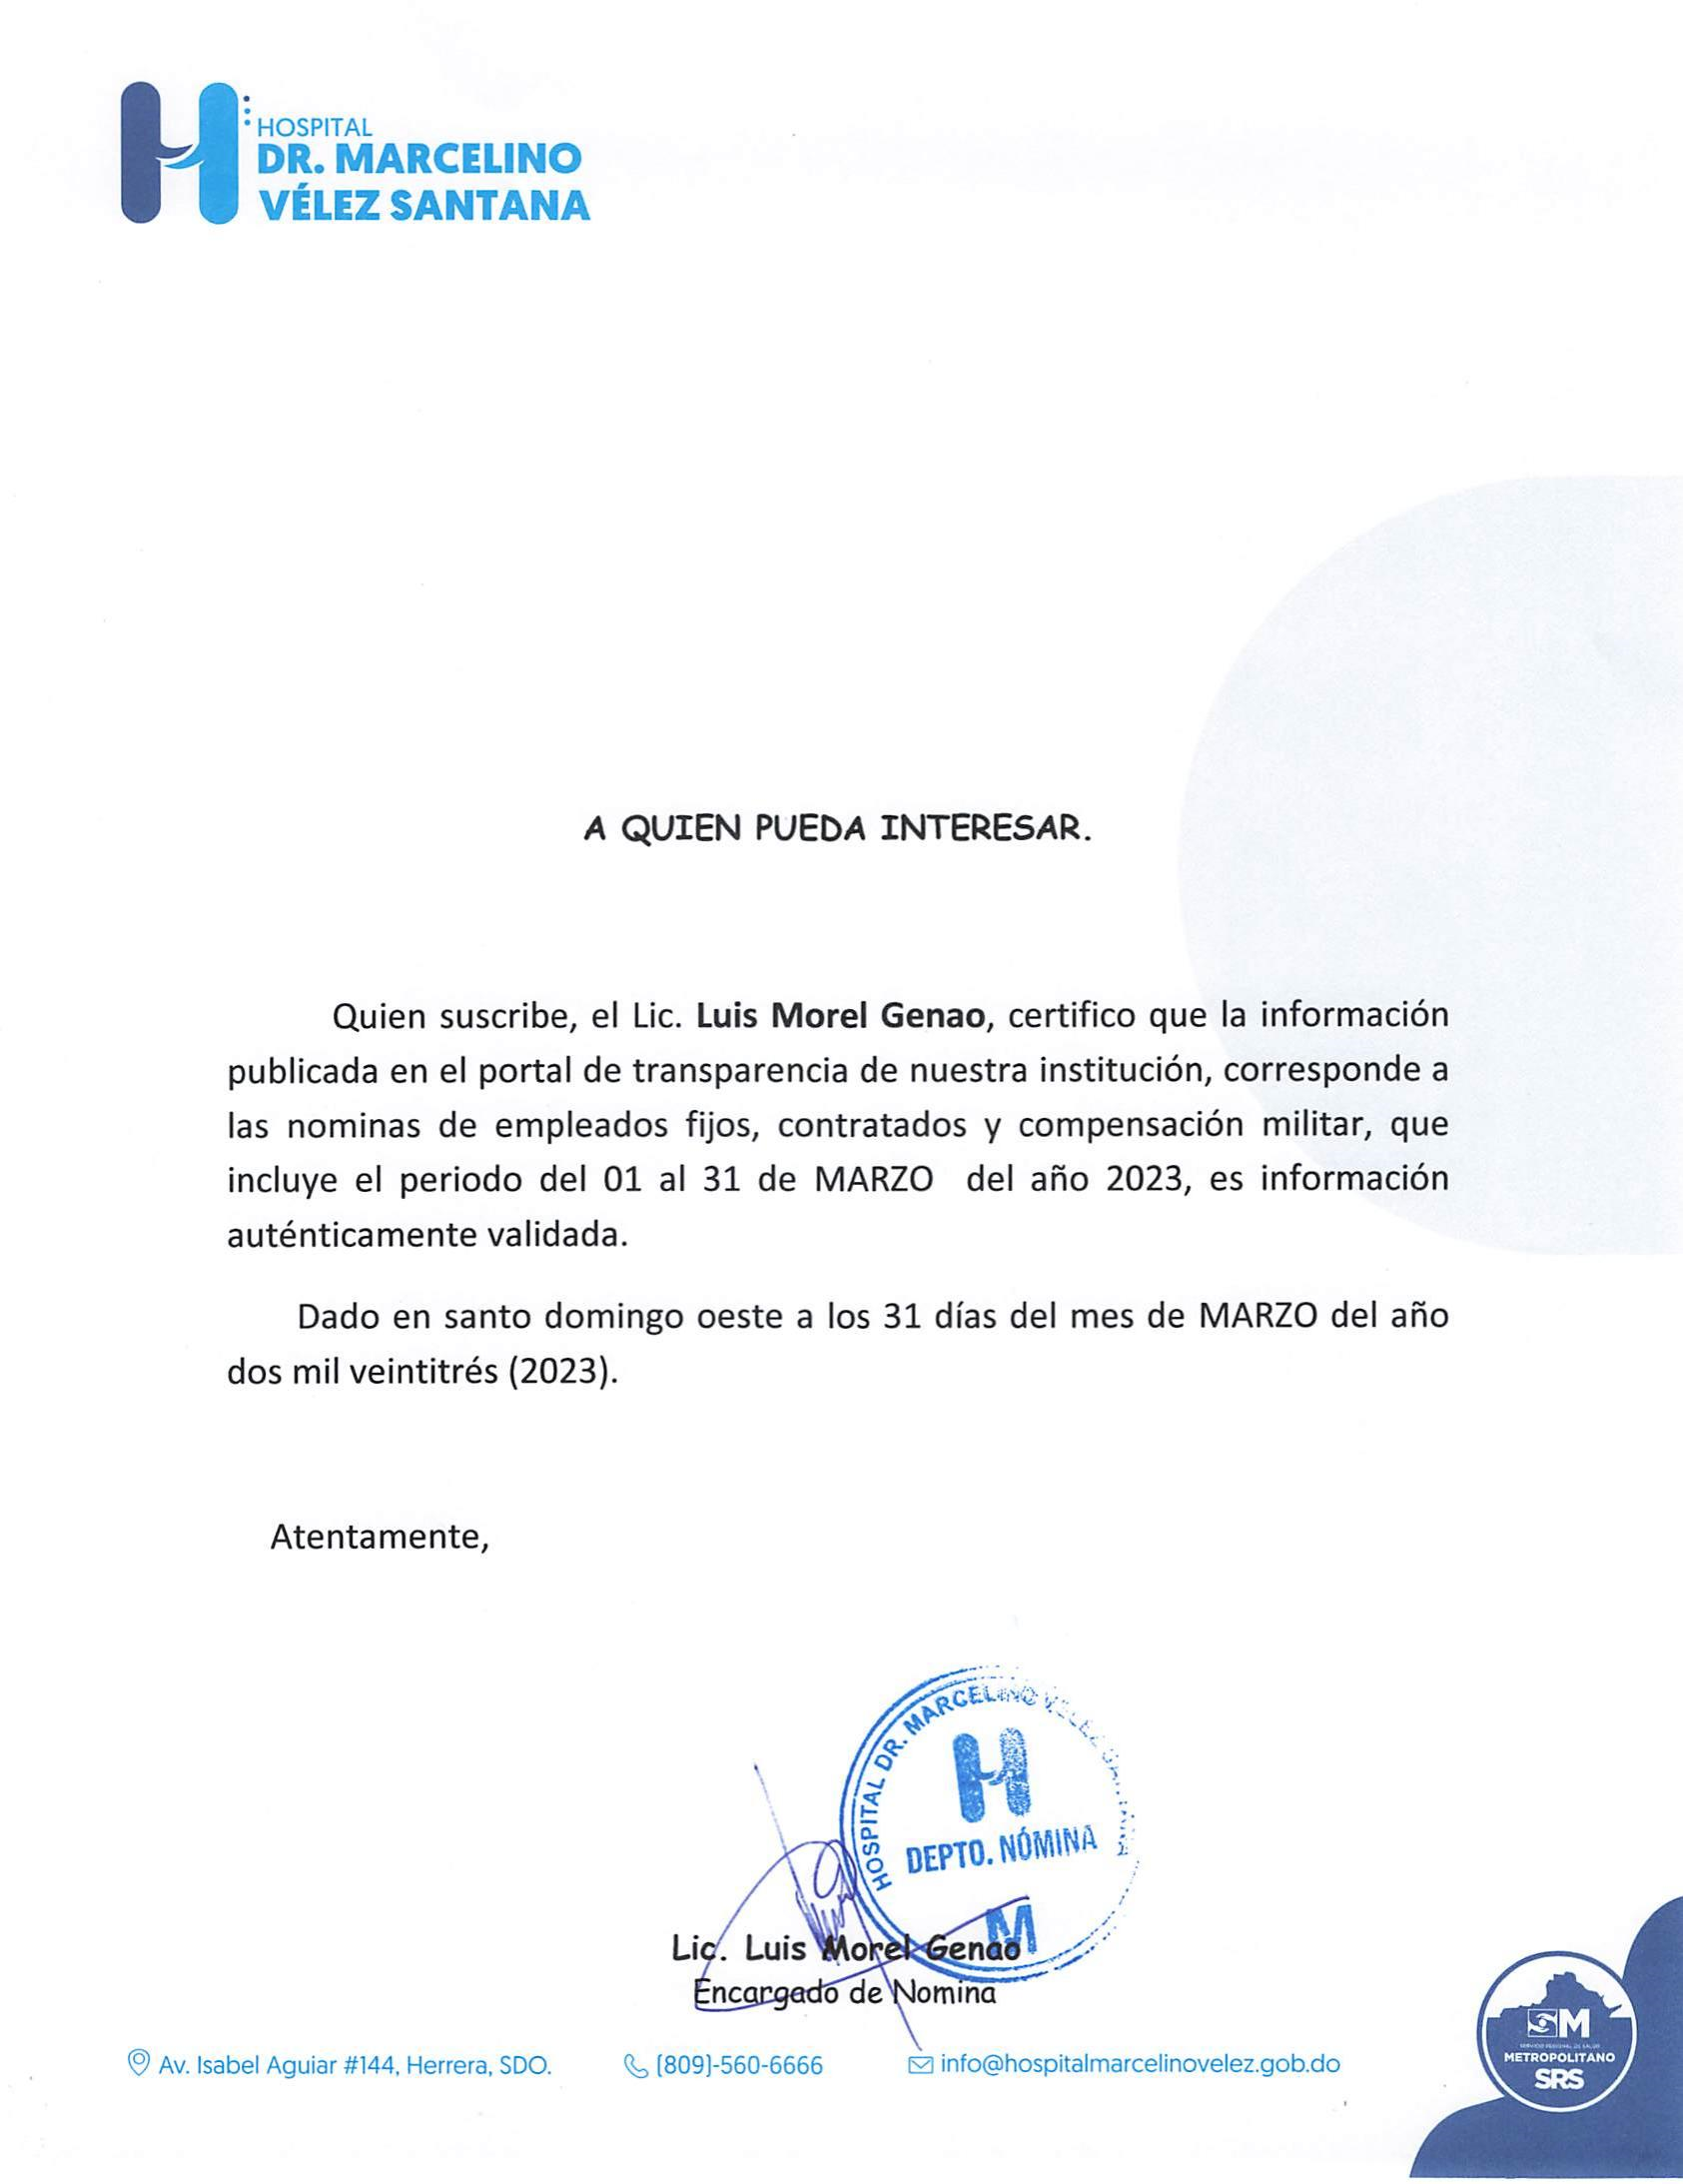 HOSPITAL
DR. MARCELINO
VÉLEZ SANTANA
A QUIEN PUEDA INTERESAR.
Quien suscribe, el Lic. Luis Morel Genao, certifico que la información
publicada en el portal de transparencia de nuestra institución, corresponde a
las nominas de empleados fijos, contratados y compensación militar, que
incluye el periodo del 01 al 31 de MARZO del año 2023, es información
auténticamente validada.
Dado en santo domingo oeste a los 31 días del mes de MARZO del año
dos mil veintitrés (2023).
Atentamente,
HOSPITAL DR. MARCELINO VÉLEZ
DEPTO. NÓMINA
M
Lic. Luis Morel Genao
Encargado de Nomina
Av. Isabel Aguiar #144, Herrera, SDO.
(809)-560-6666
info@hospitalmarcelinovelez.gob.do
SM
SERVICIO REGIONAL DE SALUD
METROPOLITANO
SRS